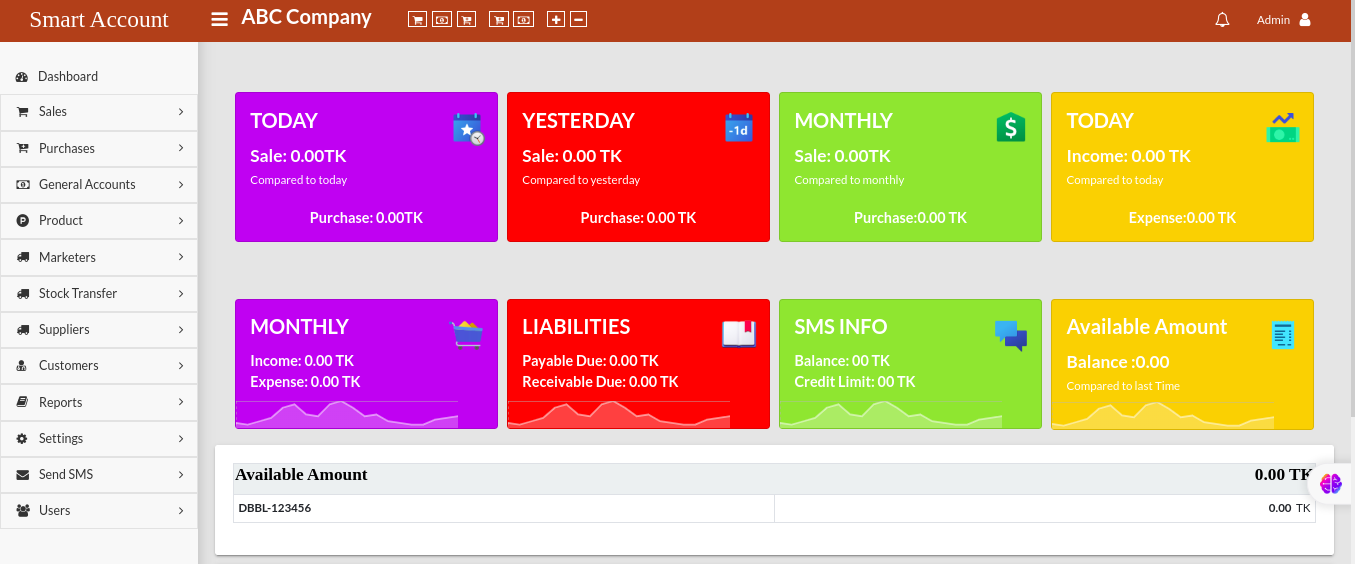 Smart Account
ABC Company
Admin
Dashboard
Sales
Purchases
General Accounts
Product
Marketers
Stock Transfer
Suppliers
Customers
Reports
Settings
Send SMS
Users
TODAY
Sale: 0.00TK
Compared to today
Purchase: 0.00TK
YESTERDAY
-1d
Sale: 0.00 TK
Compared to yesterday
Purchase: 0.00 TK
MONTHLY
$
Sale: 0.00TK
Compared to monthly
Purchase:0.00 TK
TODAY
Income: 0.00 TK
Compared to today
Expense:0.00 TK
MONTHLY
Income: 0.00 TK
Expense: 0.00 TK
LIABILITIES
Payable Due: 0.00 TK
Receivable Due: 0.00 TK
SMS INFO
Balance: 00 TK
Credit Limit: 00 TK
Available Amount
Balance :0.00
Compared to last Time
Available Amount 0.00 TK
DBBL-123456 0.00 TK